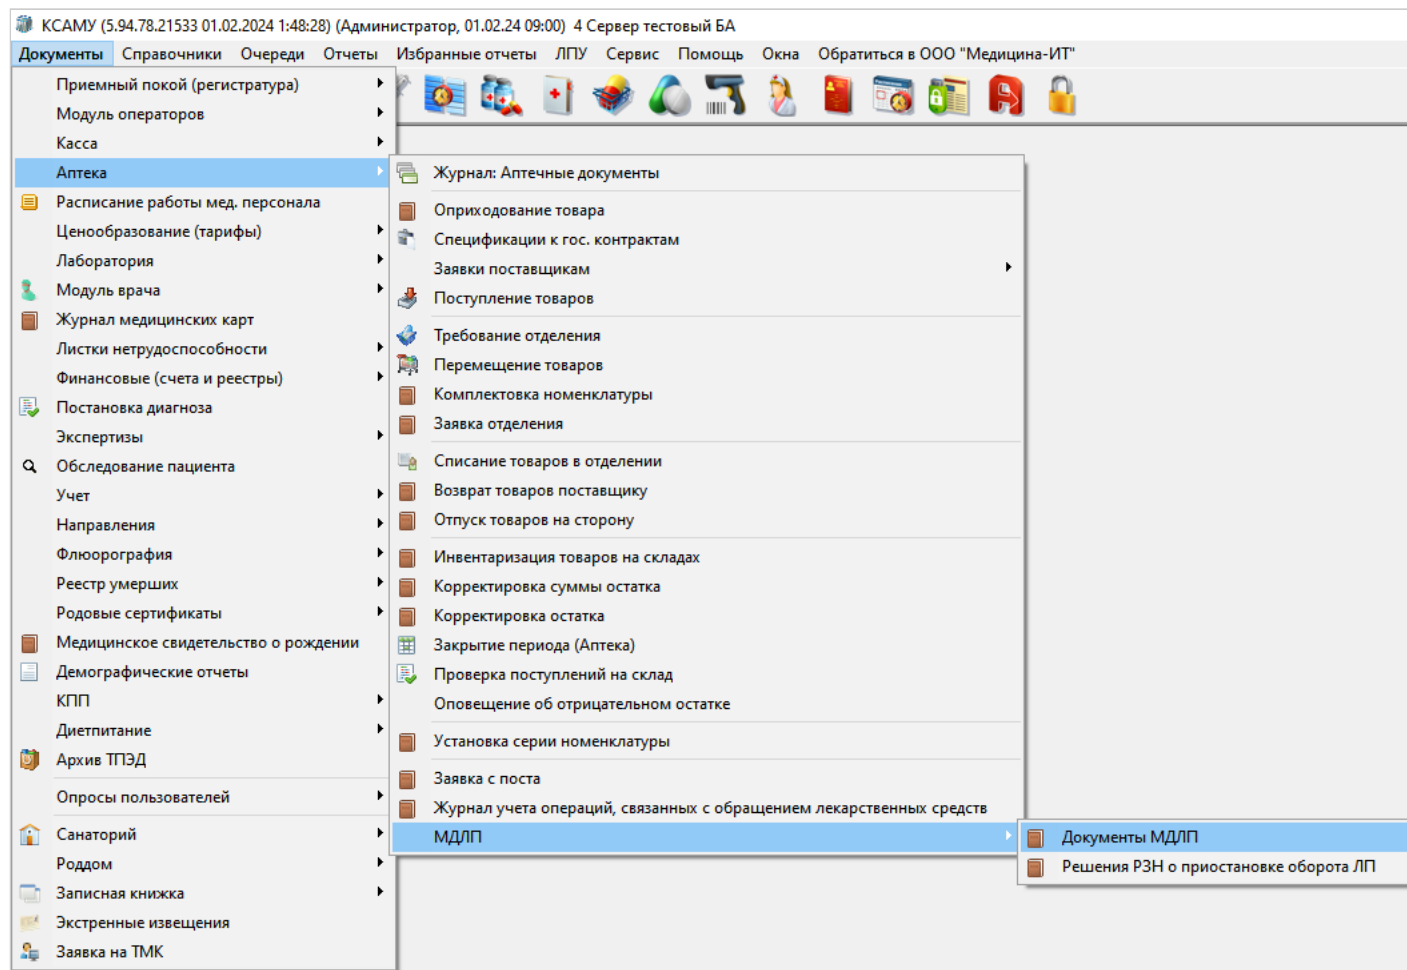 КСАМУ (5.94.78.21533 01.02.2024 1:48:28) (Администратор, 01.02.24 09:00)  4 Сервер тестовый БА
Документы Справочники Очереди Отчеты Избранные отчеты ЛПУ Сервис Помощь Окна Обратиться в ООО "Медицина-ИТ"
Приемный покой (регистратура)
Модуль операторов
Касса
Аптека
Расписание работы мед. персонала
Ценообразование (тарифы)
Лаборатория
Модуль врача
Журнал медицинских карт
Листки нетрудоспособности
Финансовые (счета и реестры)
Постановка диагноза
Экспертизы
Обследование пациента
Учет
Направления
Флюорография
Реестр умерших
Родовые сертификаты
Медицинское свидетельство о рождении
Демографические отчеты
КПП
Диетпитание
Архив ТПЭД
Опросы пользователей
Санаторий
Роддом
Записная книжка
Экстренные извещения
Заявка на ТМК
Журнал: Аптечные документы
Оприходование товара
Спецификации к гос. контрактам
Заявки поставщикам
Поступление товаров
Требование отделения
Перемещение товаров
Комплектовка номенклатуры
Заявка отделения
Списание товаров в отделении
Возврат товаров поставщику
Отпуск товаров на сторону
Инвентаризация товаров на складах
Корректировка суммы остатка
Корректировка остатка
Закрытие периода (Аптека)
Проверка поступлений на склад
Оповещение об отрицательном остатке
Установка серии номенклатуры
Заявка с поста
Журнал учета операций, связанных с обращением лекарственных средств
МДЛП
Документы МДЛП
Решения РЗН о приостановке оборота ЛП